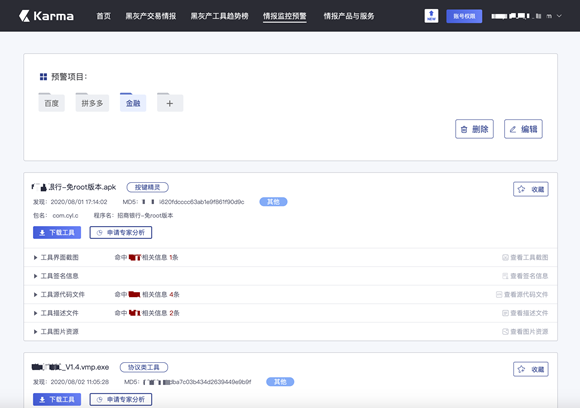 Karma 首页 黑灰产交易情报 黑灰产工具趋势榜 情报监控预警 情报产品与服务 NEW 账号权限
预警项目：
百度 拼多多 金融 +
删除 编辑
银行-免root版本.apk 按键精灵 收藏
发现： 2020/08/01 17:14:02 MD5： 其他
包名： com.cyl.c 程序名： 招商银行-免root版本
下载工具 申请专家分析
工具界面截图 命中 相关信息 1条 查看工具截图
工具签名信息 查看签名信息
工具源代码文件 命中 相关信息 4条 查看源代码文件
工具描述文件 命中 相关信息 2条 查看描述文件
工具图片资源 查看图片资源
_V1.4.vmp.exe 协议类工具 收藏
发现： 2020/08/02 11:05:28 MD5： dba7c03b434d2639449e9b9f 其他
下载工具 申请专家分析